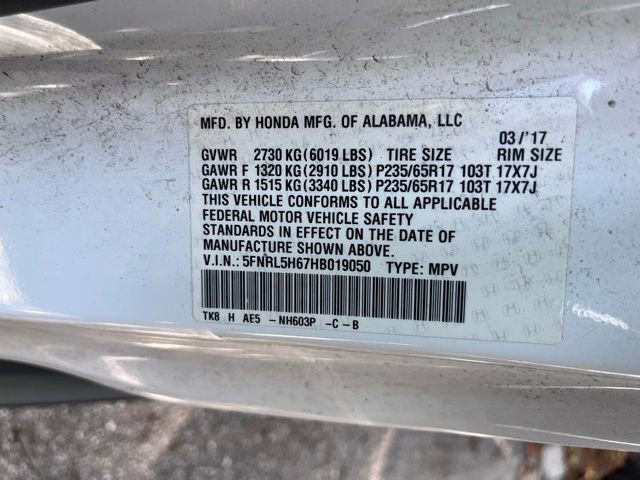 MFD. BY HONDA MFG. OF ALABAMA, LLC
03/'17
GVWR 2730 KG(6019 LBS) TIRE SIZE RIM SIZE
GAWR F 1320 KG(2910 LBS) P235/65R17 103T 17X7J
GAWR R 1515 KG(3340 LBS) P235/65R17 103T 17X7J
THIS VEHICLE CONFORMS TO ALL APPLICABLE
FEDERAL MOTOR VEHICLE SAFETY
STANDARDS IN EFFECT ON THE DATE OF
MANUFACTURE SHOWN ABOVE.
V.I.N.: 5FNRL5H67HB019050 TYPE: MPV
TK8 H AE5 -NH603P -C-B